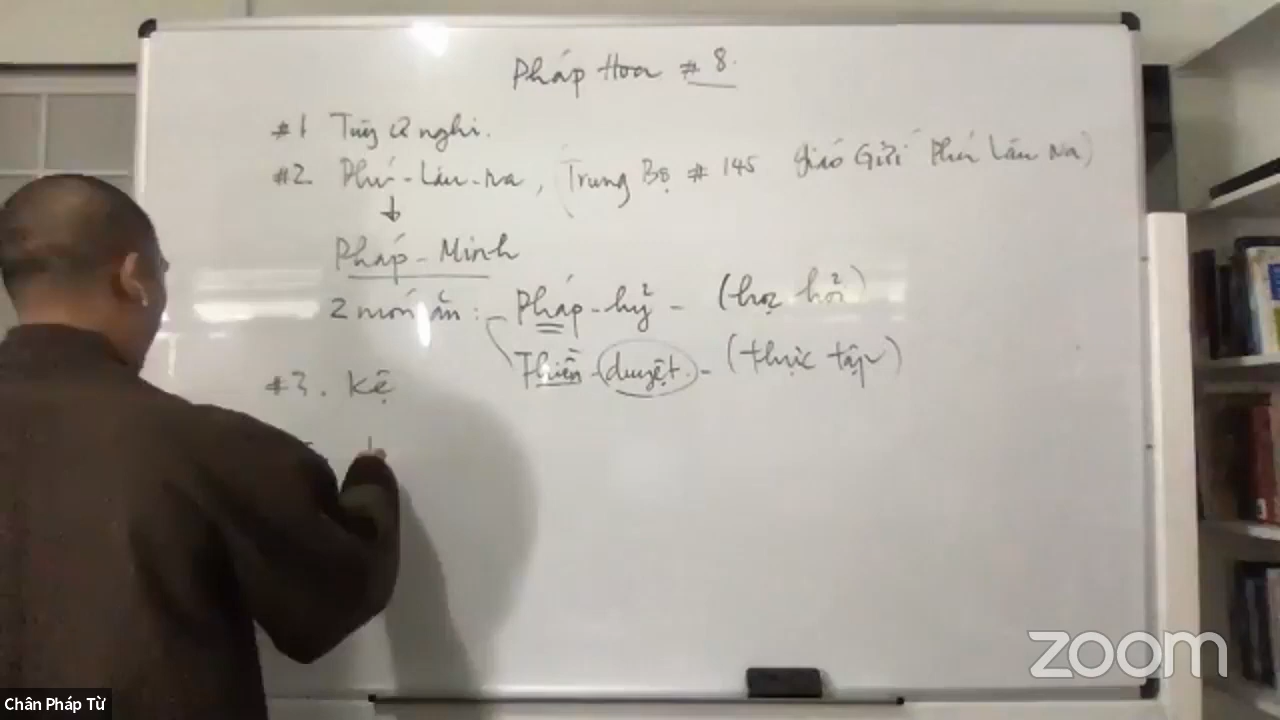 Pháp Hoa # 8.
#1 Tùy cơ nghi.
#2. Phú-Lâu-Na, (Trung Bộ # 145 giáo Giới Phú Lâu Na)
↓
Pháp-Minh
2 món ăn: - Pháp-hỷ - (học hỏi)
Thiền-duyệt. - (thực tập)
#3. Kệ
Chân Pháp Từ
zoom